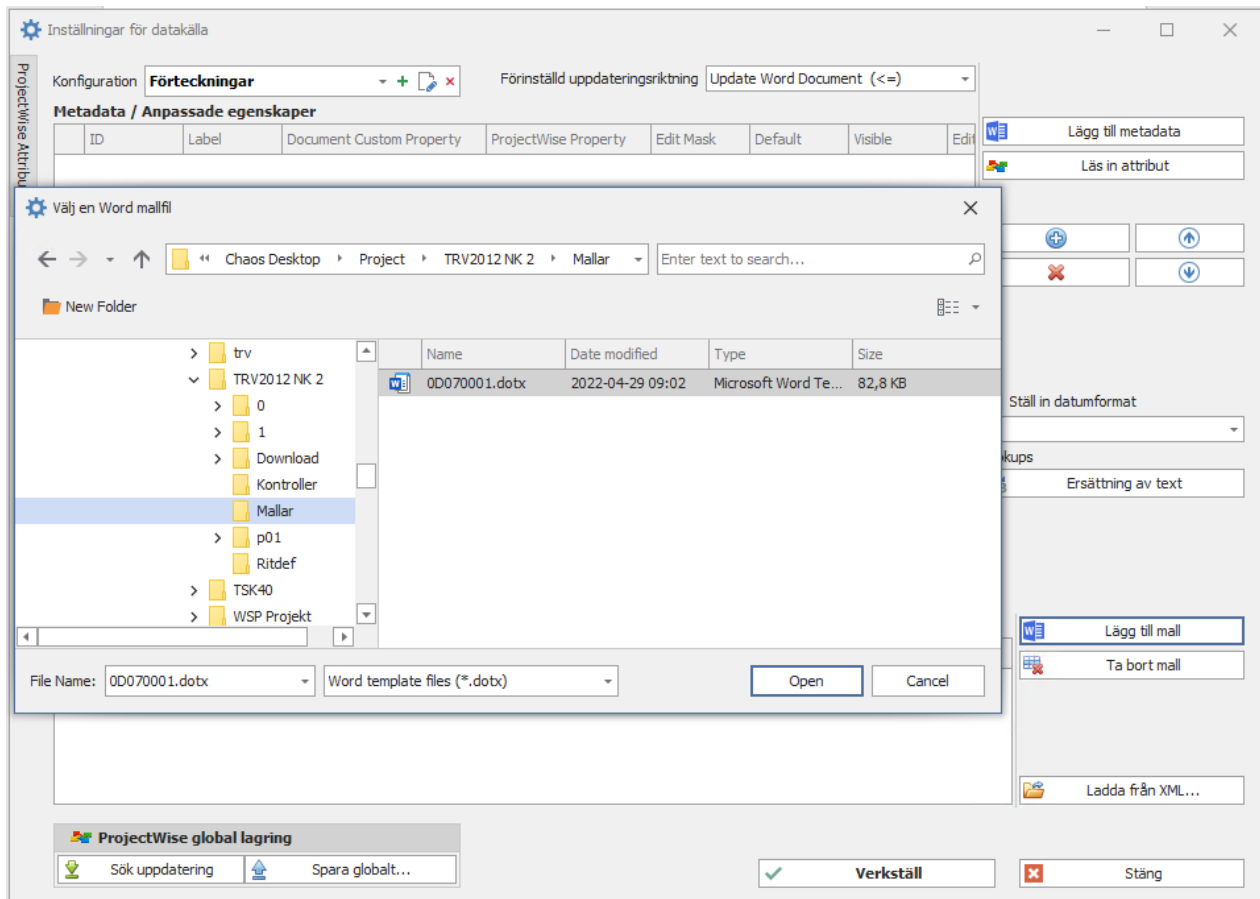 Inställningar för datakälla
ProjectWise Attribu
Konfiguration Förteckningar
Förinställd uppdateringsriktning Update Word Document (<=)
Metadata / Anpassade egenskaper
ID Label Document Custom Property ProjectWise Property Edit Mask Default Visible Edit
Lägg till metadata
Läs in attribut
Välj en Word mallfil
Chaos Desktop Project TRV2012 NK 2 Mallar
Enter text to search...
New Folder
trv
TRV2012 NK 2
0
1
Download
Kontroller
Mallar
p01
Ritdef
TSK40
WSP Projekt
Name Date modified Type Size
0D070001.dotx 2022-04-29 09:02 Microsoft Word Te... 82,8 KB
Ställ in datumformat
okups
Ersättning av text
File Name: 0D070001.dotx Word template files (*.dotx) Open Cancel
Lägg till mall
Ta bort mall
Ladda från XML...
ProjectWise global lagring
Sök uppdatering Spara globalt...
Verkställ Stäng